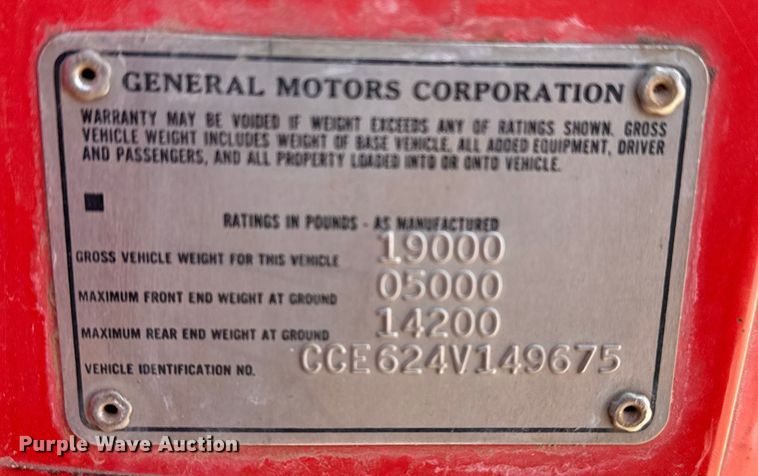 GENERAL MOTORS CORPORATION
WARRANTY MAY BE VOIDED IF WEIGHT EXCEEDS ANY OF RATINGS SHOWN. GROSS
VEHICLE WEIGHT INCLUDES WEIGHT OF BASE VEHICLE, ALL ADDED EQUIPMENT, DRIVER
AND PASSENGERS, AND ALL PROPERTY LOADED INTO OR ONTO VEHICLE.
RATINGS IN POUNDS - AS MANUFACTURED
GROSS VEHICLE WEIGHT FOR THIS VEHICLE 19000
MAXIMUM FRONT END WEIGHT AT GROUND 05000
MAXIMUM REAR END WEIGHT AT GROUND 14200
VEHICLE IDENTIFICATION NO. CCE624V149675
Purple Wave Auction